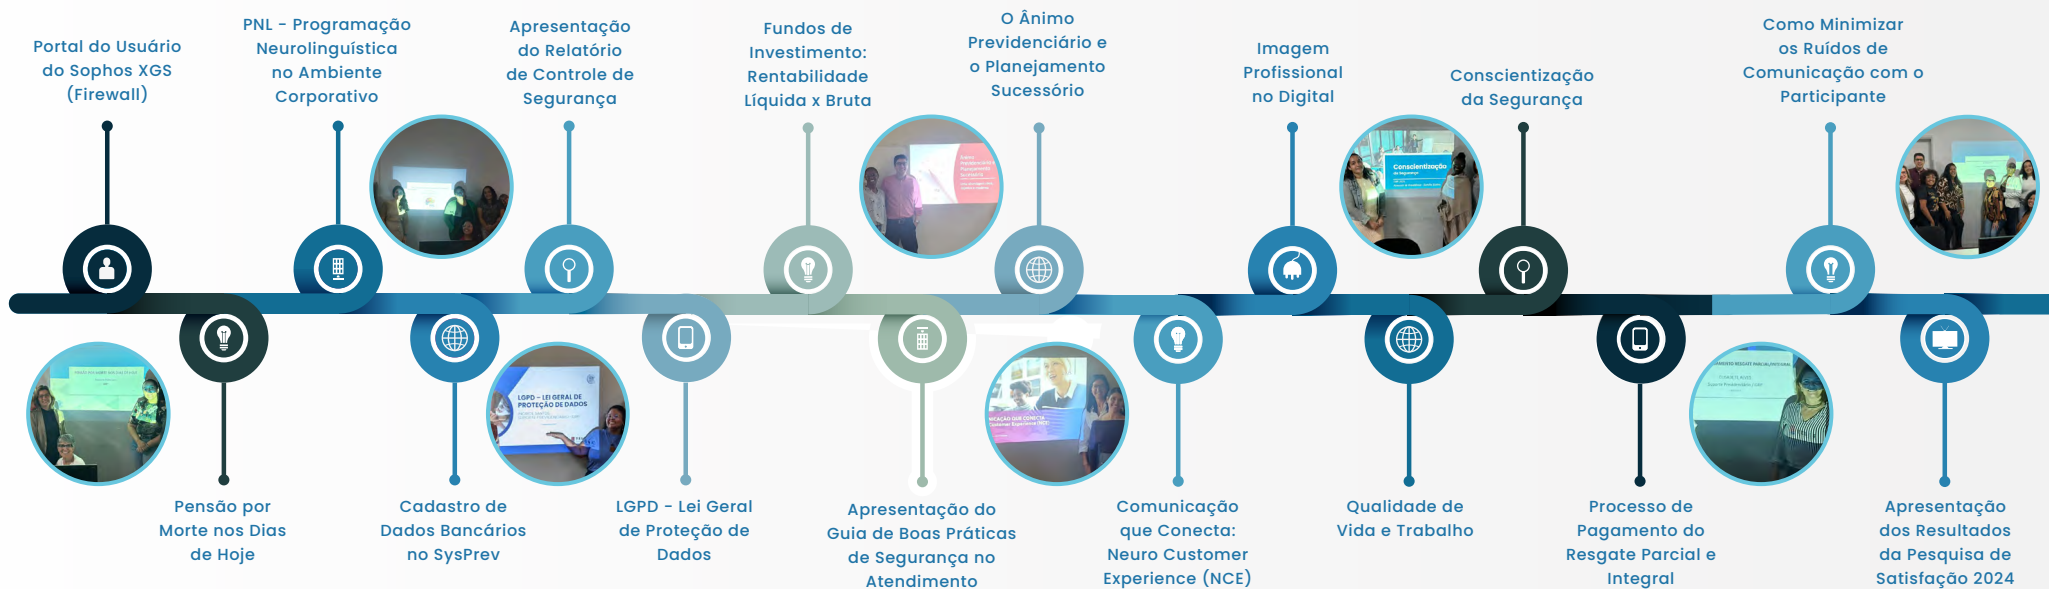 Portal do Usuário
do Sophos XGS
(Firewall)
Pensão por
Morte nos Dias
de Hoje
PNL - Programação
Neurolinguística
no Ambiente
Corporativo
Cadastro de
Dados Bancários
no SysPrev
Apresentação
do Relatório
de Controle de
Segurança
LGPD - LEI GERAL DE
PROTEÇÃO DE DADOS
LGPD - Lei Geral
de Proteção de
Dados
Fundos de
Investimento:
Rentabilidade
Líquida x Bruta
Apresentação do
Guia de Boas Práticas
de Segurança no
Atendimento
O Ânimo
Previdenciário e
o Planejamento
Sucessório
Comunicação
que Conecta:
Neuro Customer
Experience (NCE)
Imagem
Profissional
no Digital
Qualidade de
Vida e Trabalho
Conscientização
da Segurança
Conscientização
da Segurança
Processo de
Pagamento do
Resgate Parcial e
Integral
Como Minimizar
os Ruídos de
Comunicação com o
Participante
Apresentação
dos Resultados
da Pesquisa de
Satisfação 2024